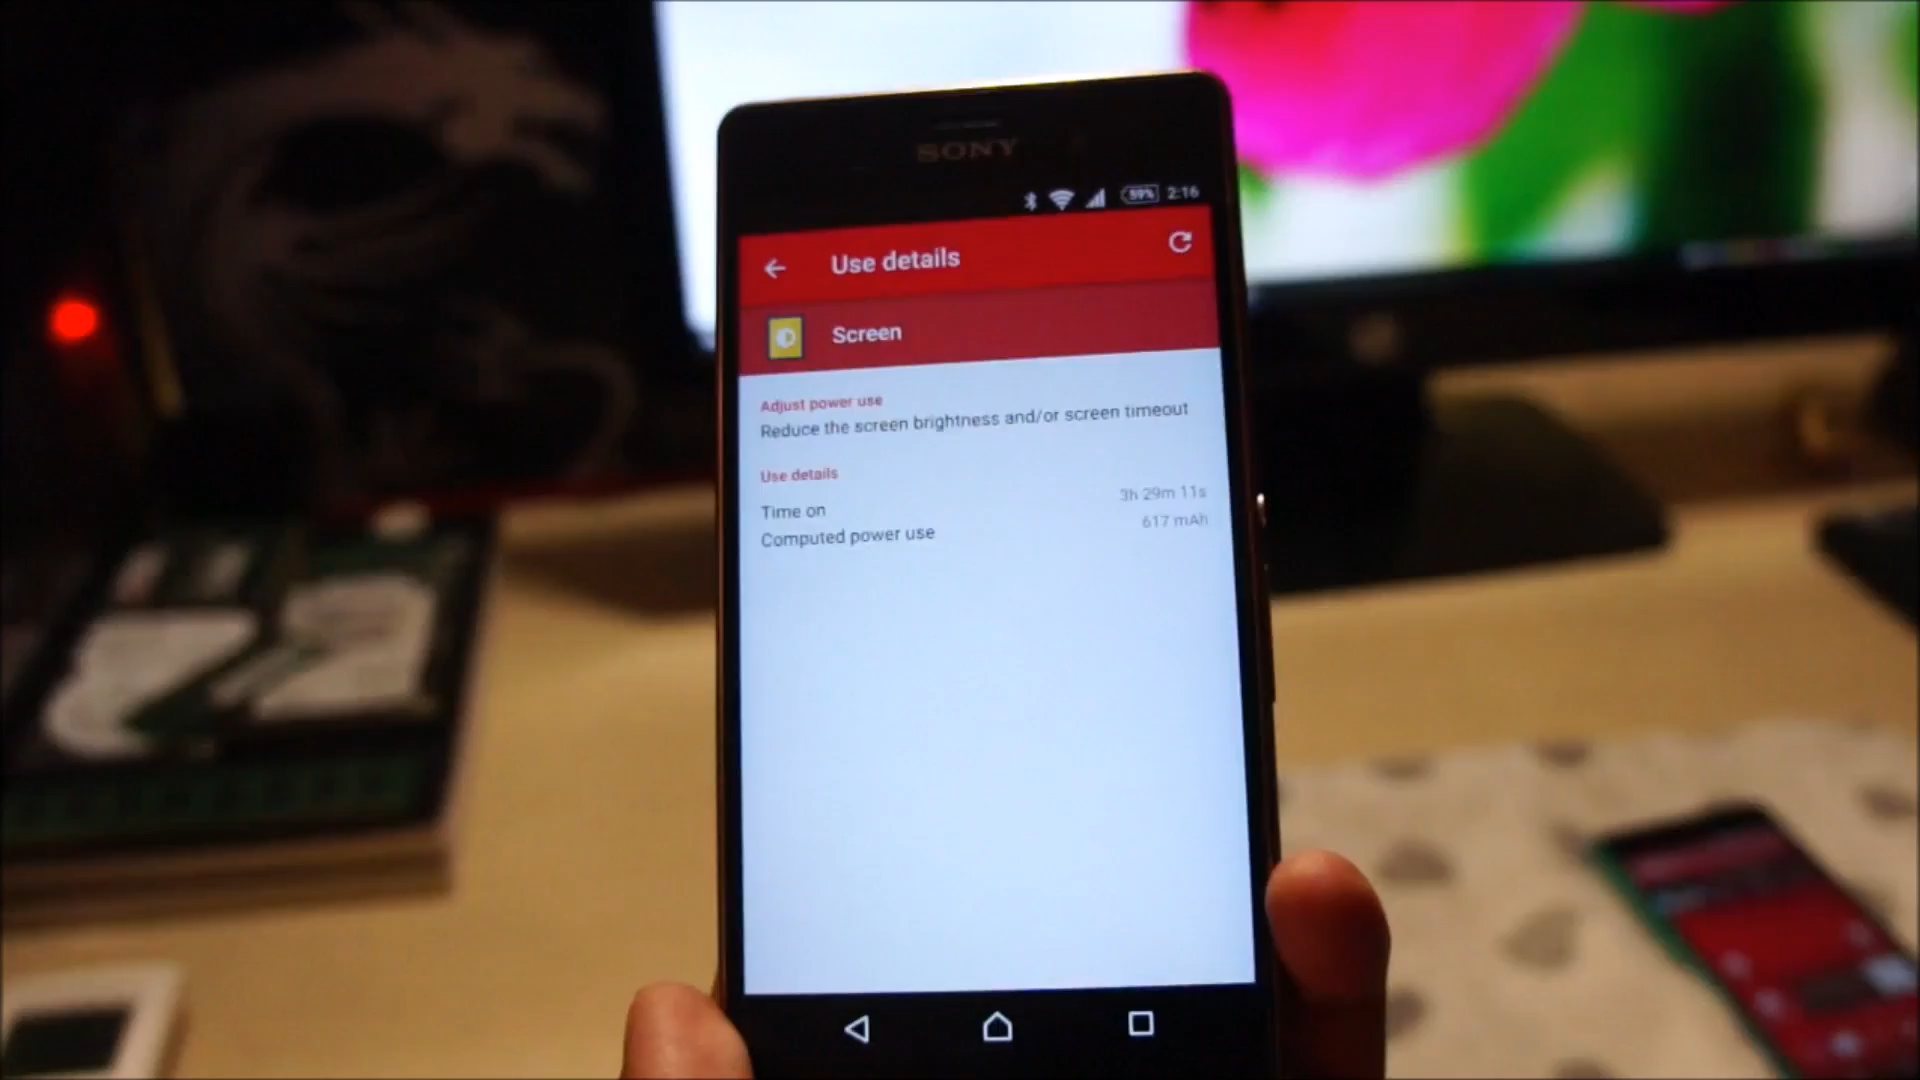 SONY
59% 2:16
Use details
Screen
Adjust power use
Reduce the screen brightness and/or screen timeout
Use details
Time on 3h 29m 11s
Computed power use 617 mAh